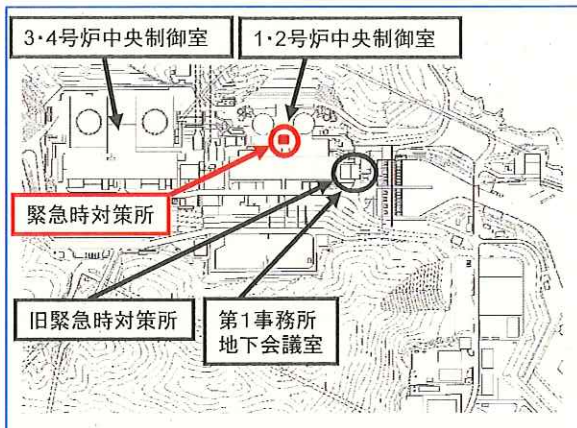 3・4号炉中央制御室
1・2号炉中央制御室
緊急時対策所
旧緊急時対策所
第1事務所
地下会議室